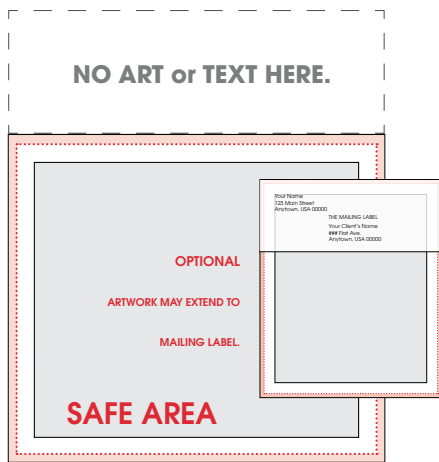 NO ART or TEXT HERE.
Your Name
123 Main Street
Anytown, USA 00000
THE MAILING LABEL
Your Client's Name
### First Ave.
Anytown, USA 00000
OPTIONAL
ARTWORK MAY EXTEND TO
MAILING LABEL.
SAFE AREA